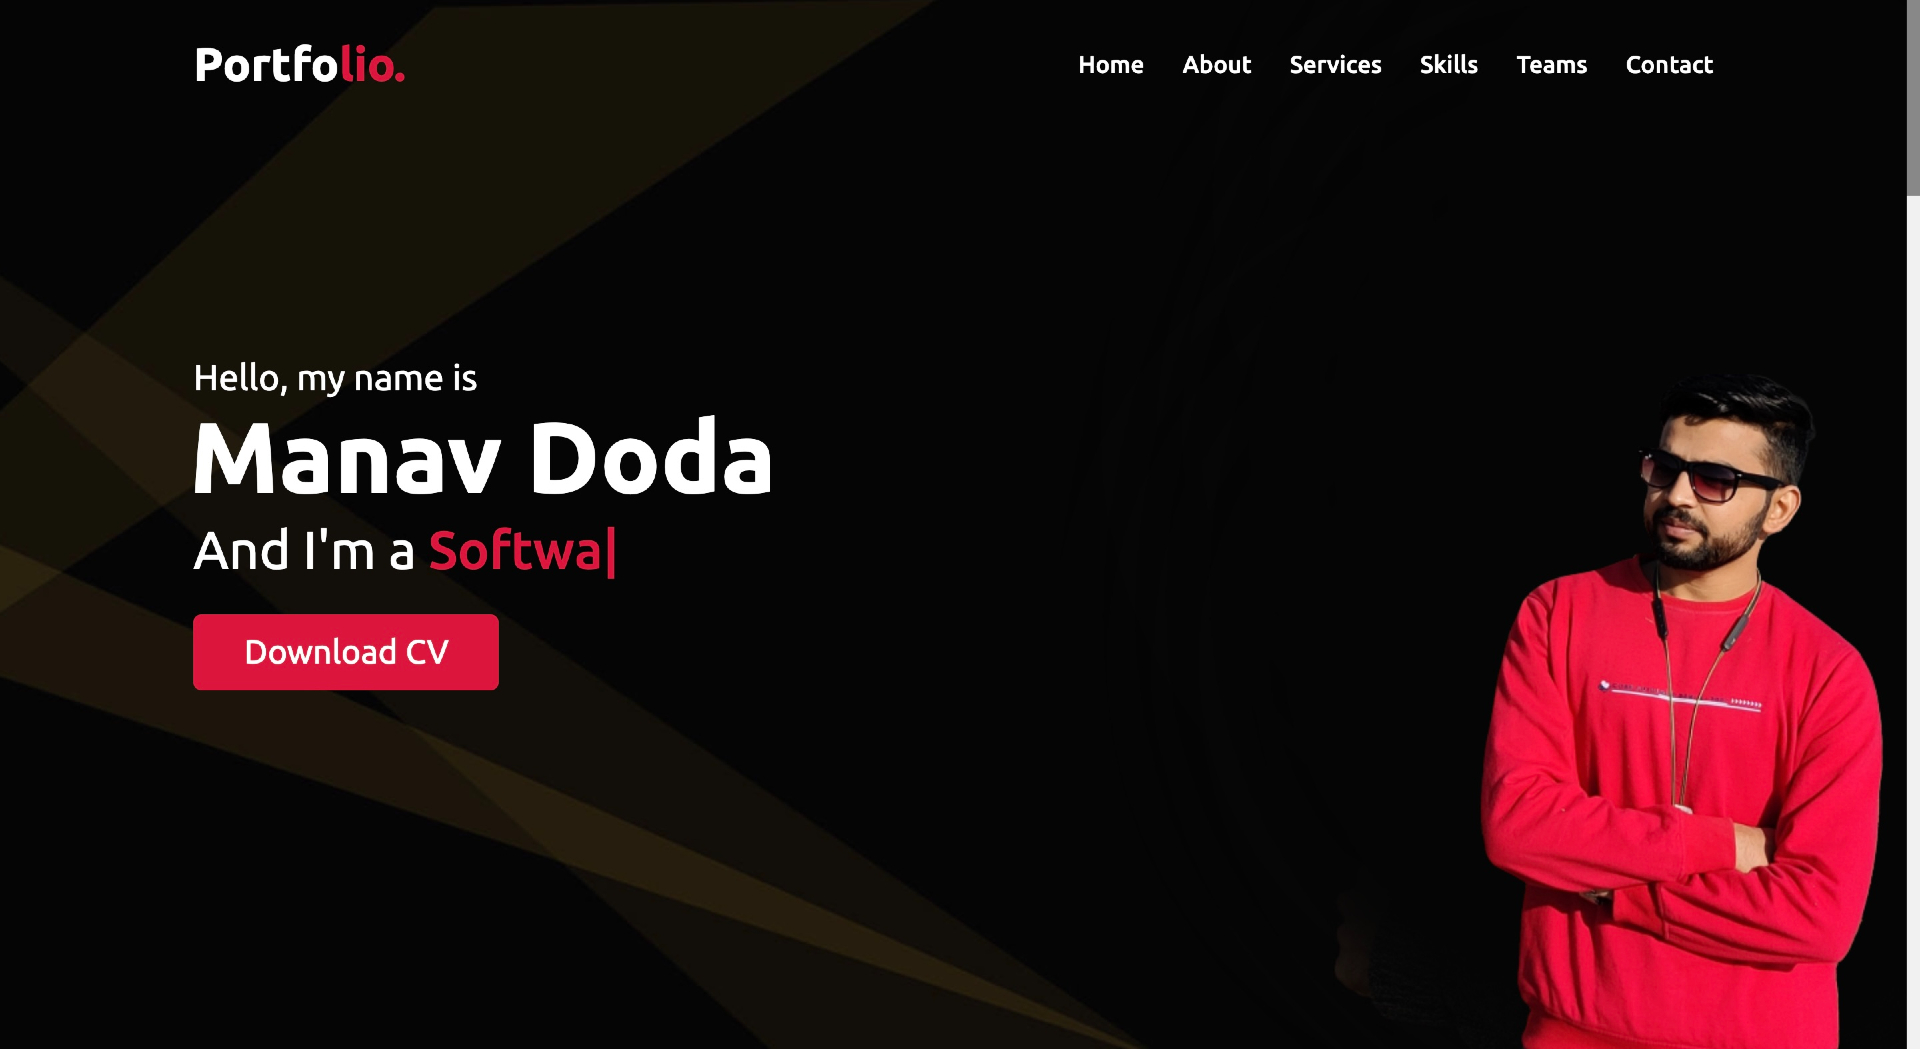 Portfolio.
Home About Services Skills Teams Contact
Hello, my name is
Manav Doda
And I'm a Softwa|
Download CV